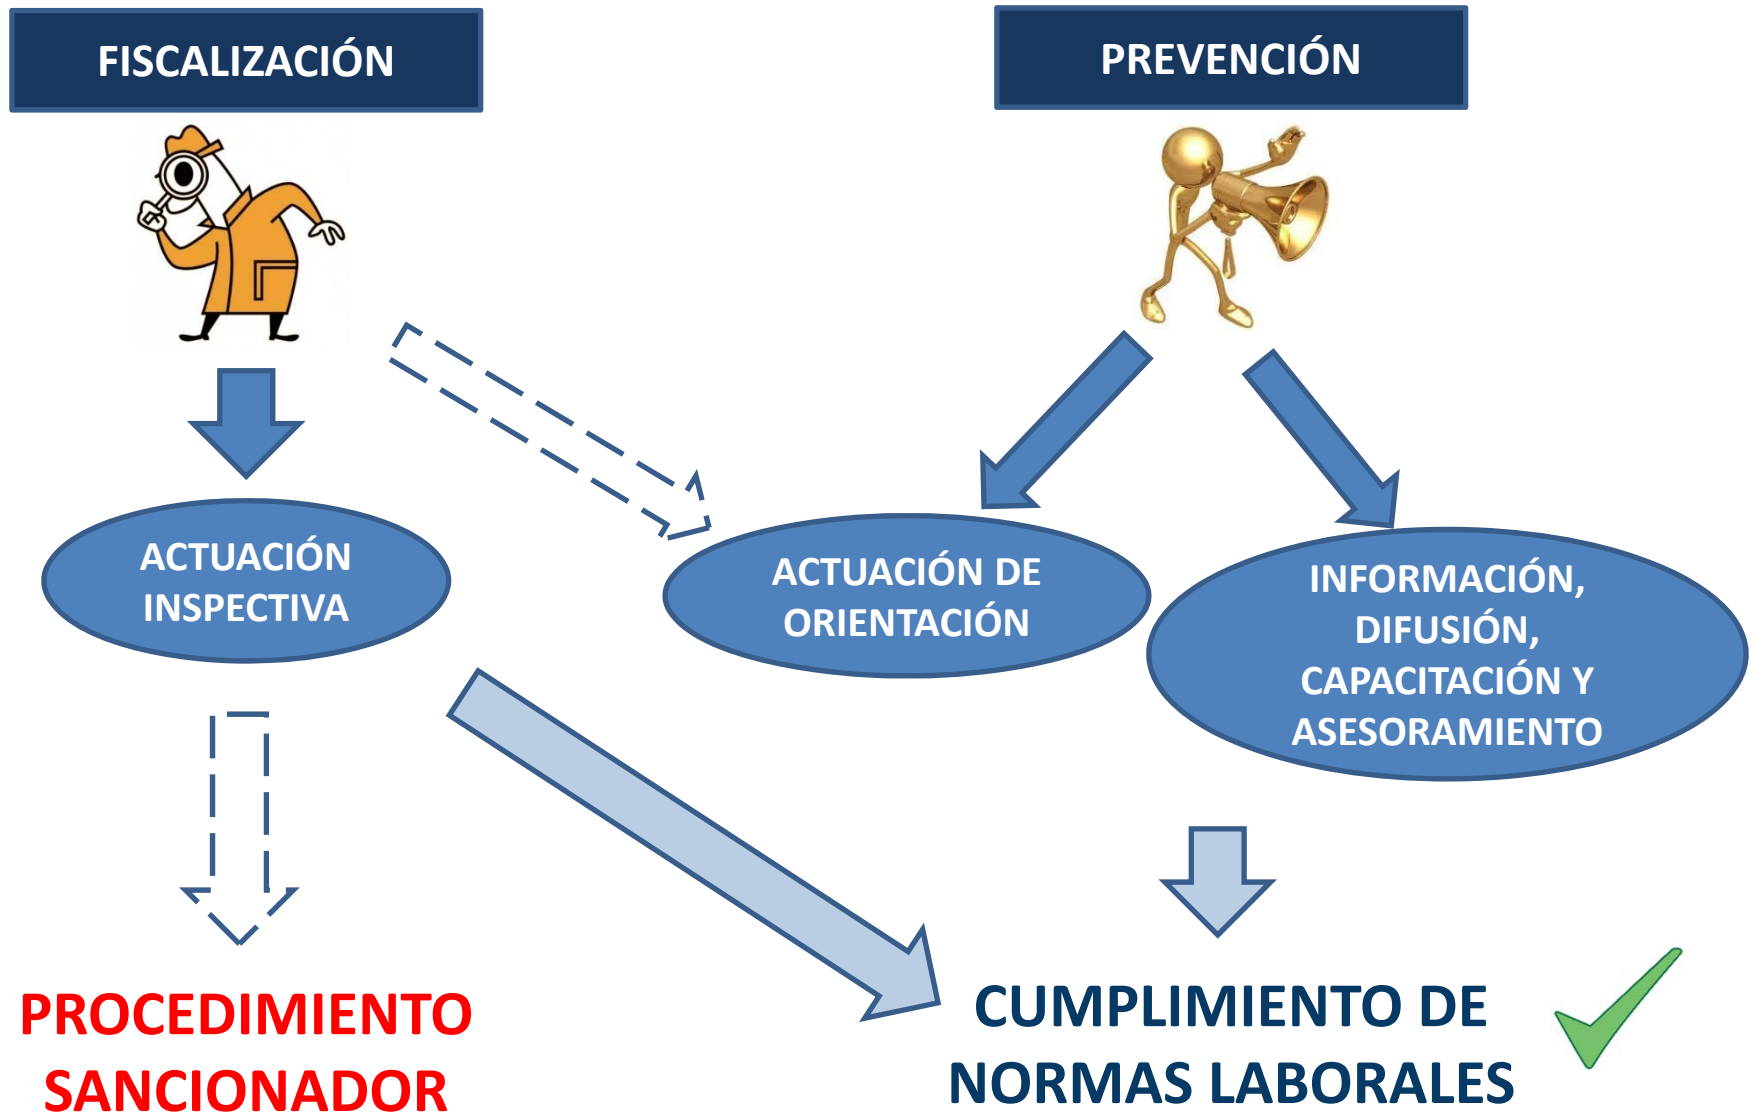 FISCALIZACIÓN
PREVENCIÓN
ACTUACIÓN
INSPECTIVA
ACTUACIÓN DE
ORIENTACIÓN
INFORMACIÓN,
DIFUSIÓN,
CAPACITACIÓN Y
ASESORAMIENTO
PROCEDIMIENTO
SANCIONADOR
CUMPLIMIENTO DE
NORMAS LABORALES